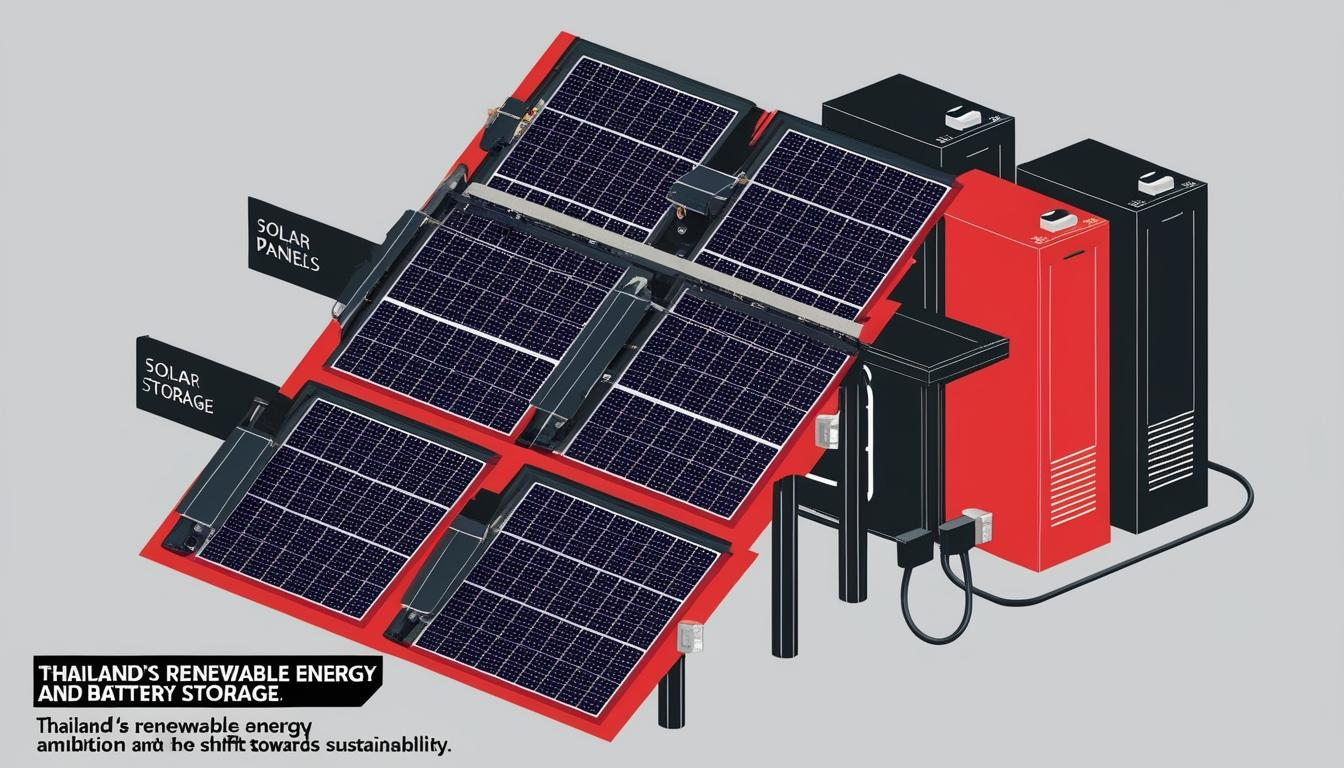 SOLAR
PANELS
SOLAR
STORAGE
THAILAND'S RENEWABLE ENERGY
AND BATTERY STORAGE.
Thailand's renewable energy
ambition and he shift towards sustainability.